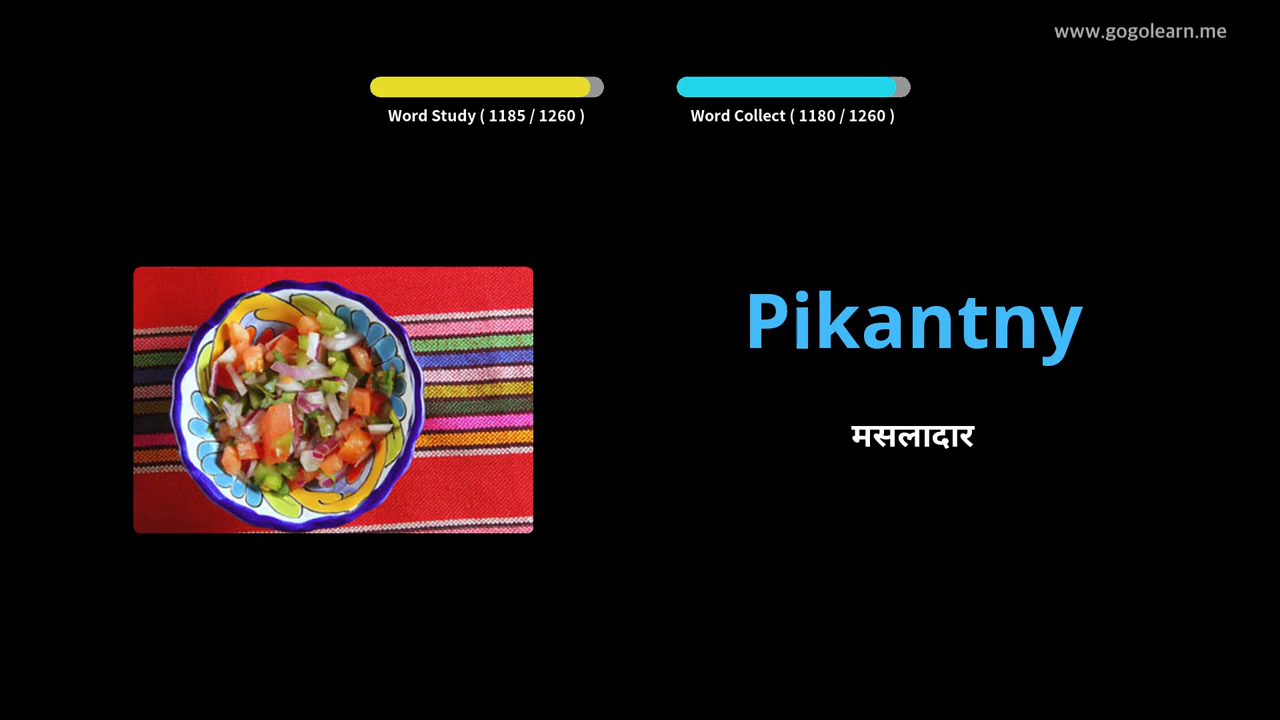 www.gogolearn.me
Word Study ( 1185 / 1260 )
Word Collect ( 1180 / 1260 )
Pikantny
मसलादार